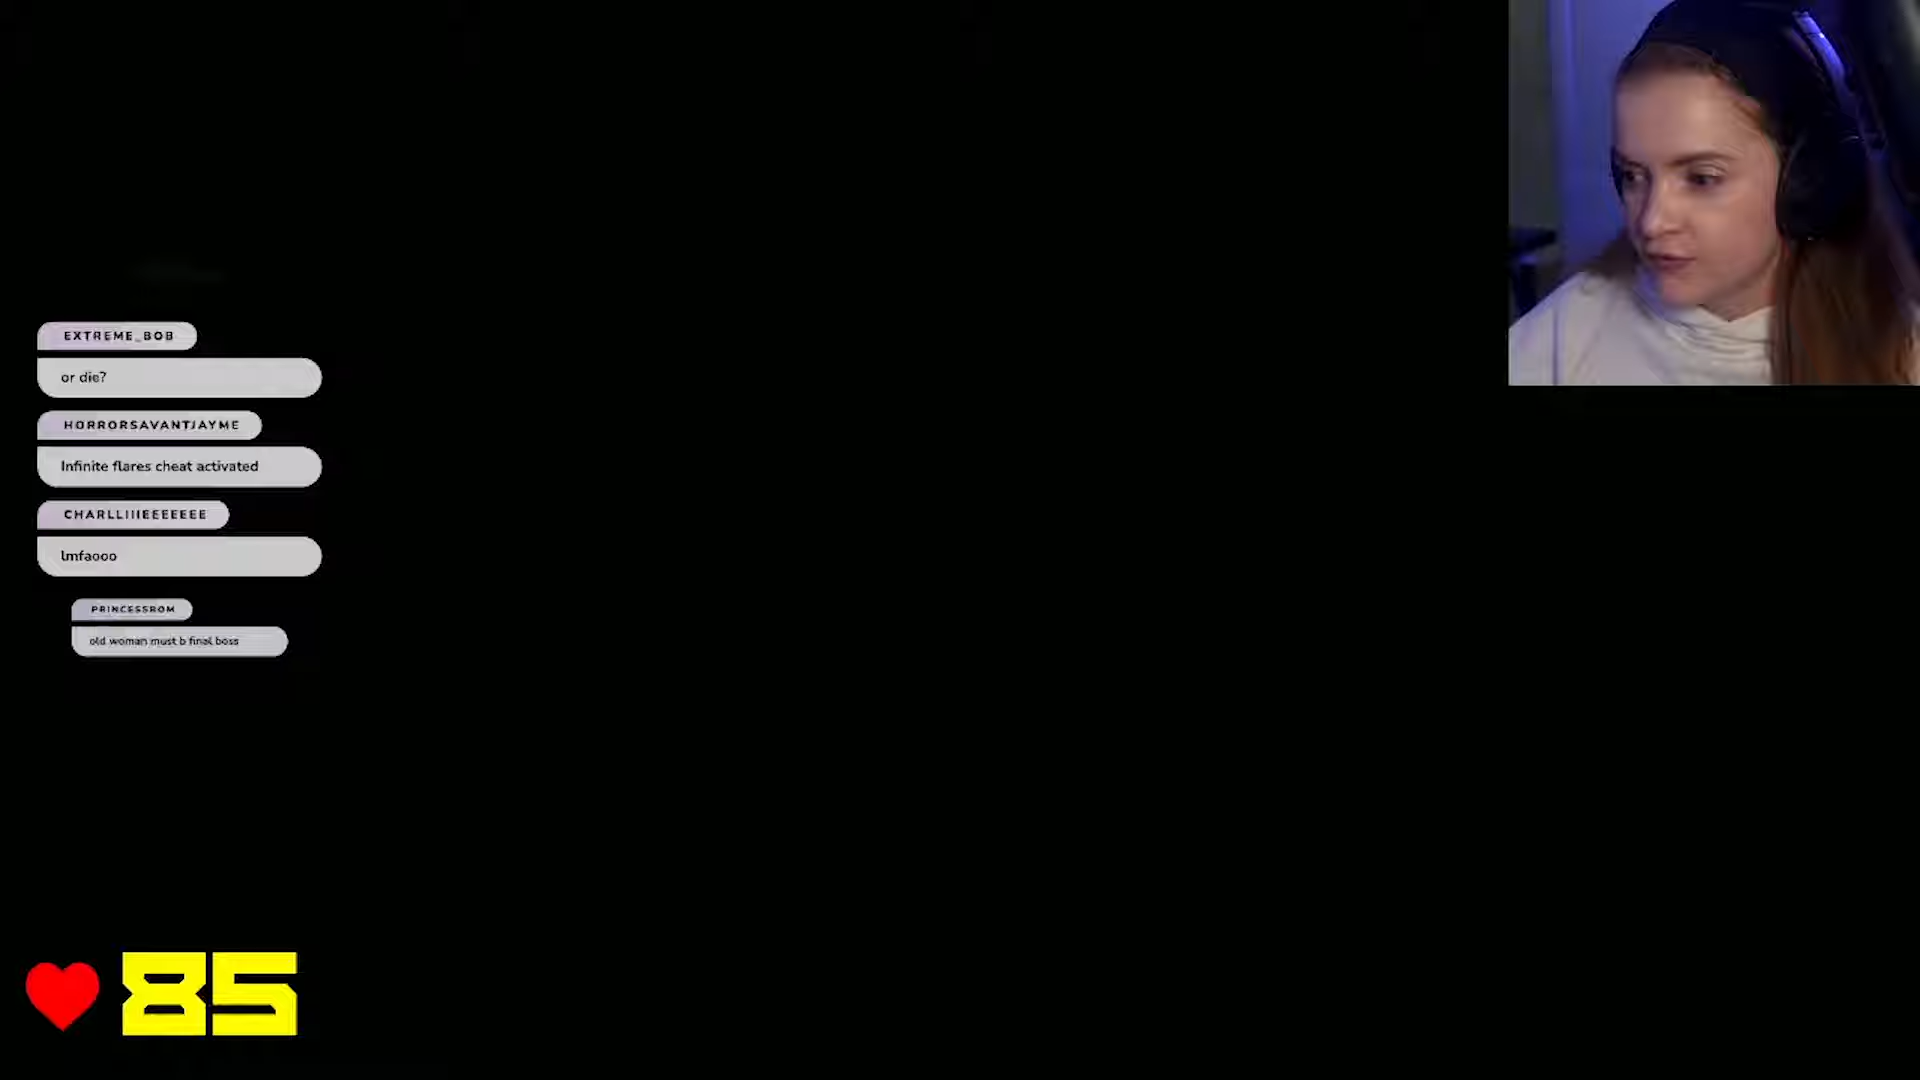 EXTREME_BOB
or die?
HORRORSAVANTJAYME
Infinite flares cheat activated
CHARLLIIIEEEEEEE
lmfaooo
PRINCESSROM
old woman must b final boss
85